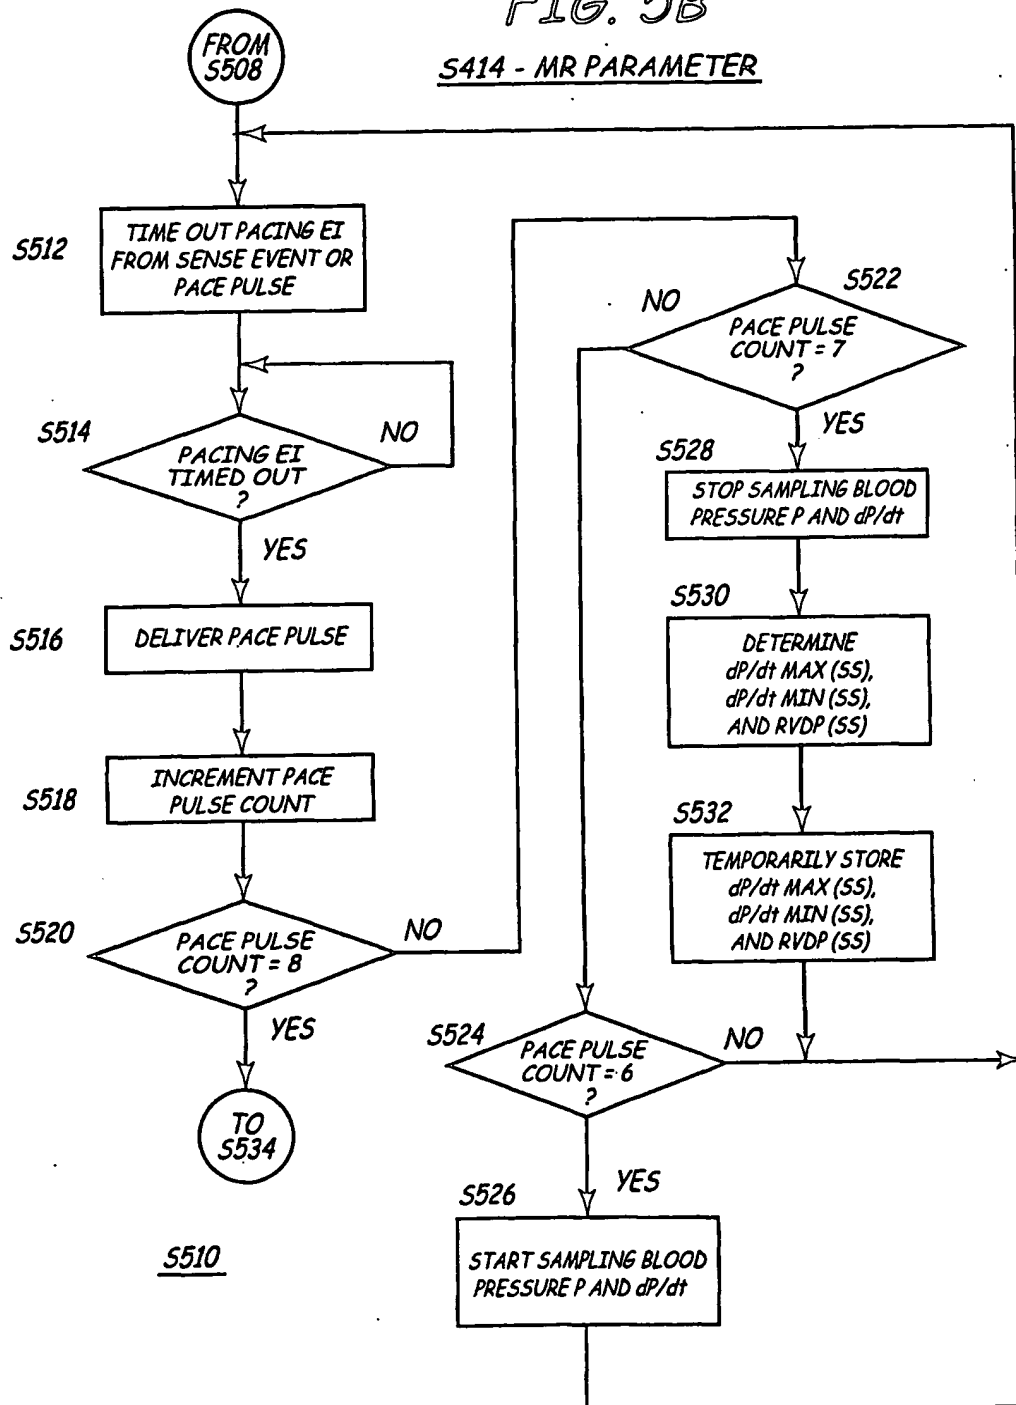 FIG. 5B
S414 - MR PARAMETER
FROM
S508
S512
TIME OUT PACING EI
FROM SENSE EVENT OR
PACE PULSE
S514
PACING EI
TIMED OUT
?
NO
YES
S516
DELIVER PACE PULSE
S518
INCREMENT PACE
PULSE COUNT
S520
PACE PULSE
COUNT = 8
?
NO
YES
TO
S534
S510
S522
NO
PACE PULSE
COUNT = 7
?
YES
S528
STOP SAMPLING BLOOD
PRESSURE P AND dP/dt
S530
DETERMINE
dP/dt MAX (SS),
dP/dt MIN (SS),
AND RVDP (SS)
S532
TEMPORARILY STORE
dP/dt MAX (SS),
dP/dt MIN (SS),
AND RVDP (SS)
S524
PACE PULSE
COUNT = 6
?
NO
YES
S526
START SAMPLING BLOOD
PRESSURE P AND dP/dt